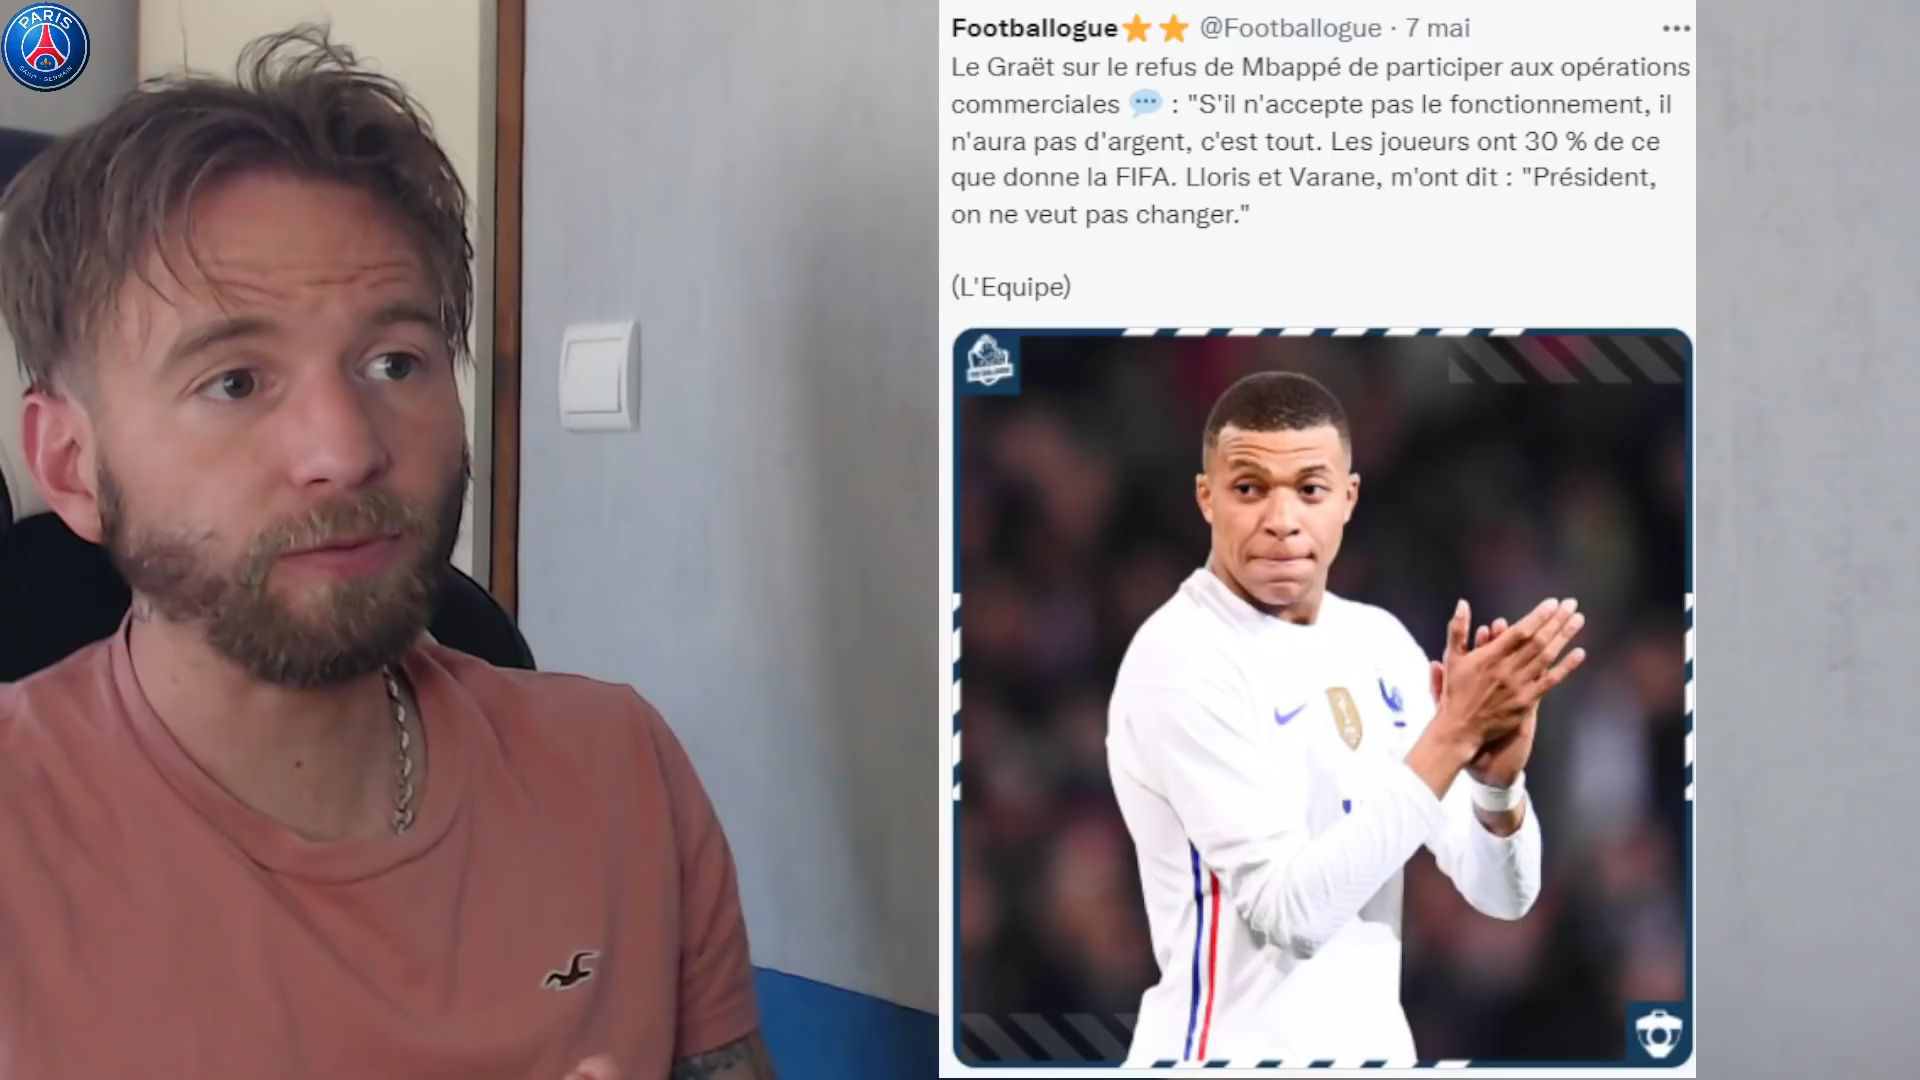 PARIS
SAINT-GERMAIN
Footballogue⭐⭐ @Footballogue · 7 mai
Le Graët sur le refus de Mbappé de participer aux opérations
commerciales 💬 : "S'il n'accepte pas le fonctionnement, il
n'aura pas d'argent, c'est tout. Les joueurs ont 30 % de ce
que donne la FIFA. Lloris et Varane, m'ont dit : "Président,
on ne veut pas changer."
(L'Equipe)